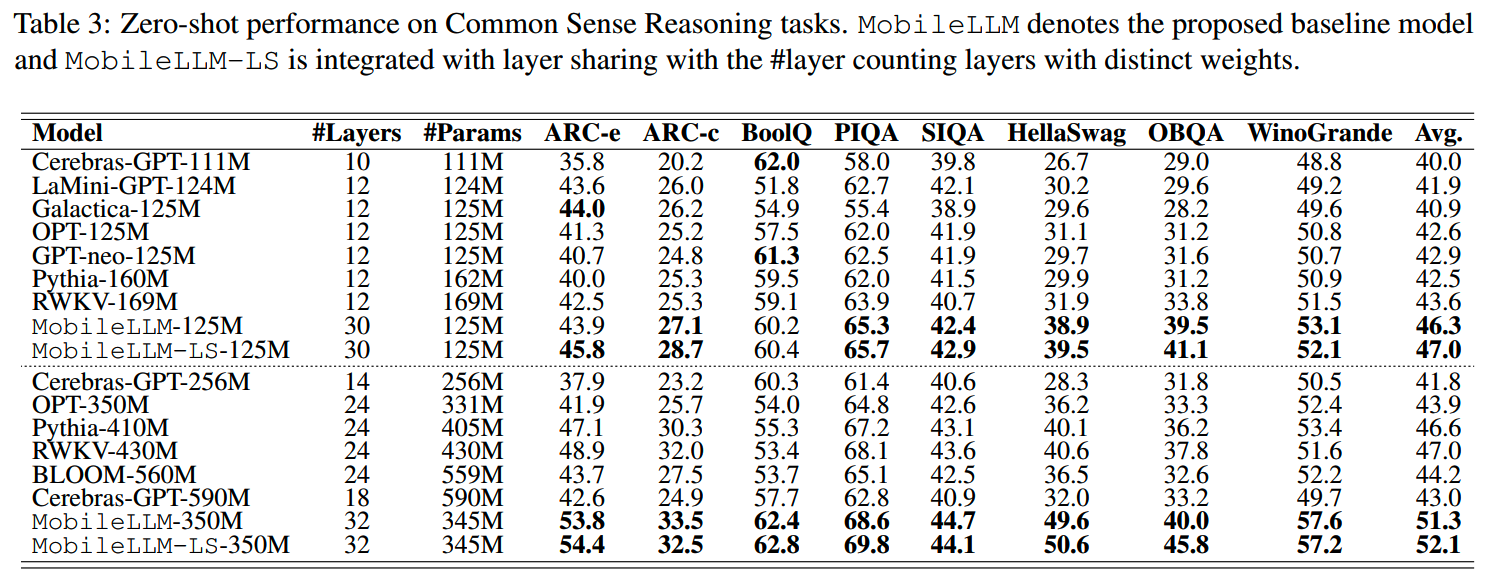 Table 3: Zero-shot performance on Common Sense Reasoning tasks. MobileLLM denotes the proposed baseline model
and MobileLLM-LS is integrated with layer sharing with the #layer counting layers with distinct weights.
Model #Layers #Params ARC-e ARC-c BoolQ PIQA SIQA HellaSwag OBQA WinoGrande Avg.
Cerebras-GPT-111M 10 111M 35.8 20.2 62.0 58.0 39.8 26.7 29.0 48.8 40.0
LaMini-GPT-124M 12 124M 43.6 26.0 51.8 62.7 42.1 30.2 29.6 49.2 41.9
Galactica-125M 12 125M 44.0 26.2 54.9 55.4 38.9 29.6 28.2 49.6 40.9
OPT-125M 12 125M 41.3 25.2 57.5 62.0 41.9 31.1 31.2 50.8 42.6
GPT-neo-125M 12 125M 40.7 24.8 61.3 62.5 41.9 29.7 31.6 50.7 42.9
Pythia-160M 12 162M 40.0 25.3 59.5 62.0 41.5 29.9 31.2 50.9 42.5
RWKV-169M 12 169M 42.5 25.3 59.1 63.9 40.7 31.9 33.8 51.5 43.6
MobileLLM-125M 30 125M 43.9 27.1 60.2 65.3 42.4 38.9 39.5 53.1 46.3
MobileLLM-LS-125M 30 125M 45.8 28.7 60.4 65.7 42.9 39.5 41.1 52.1 47.0
Cerebras-GPT-256M 14 256M 37.9 23.2 60.3 61.4 40.6 28.3 31.8 50.5 41.8
OPT-350M 24 331M 41.9 25.7 54.0 64.8 42.6 36.2 33.3 52.4 43.9
Pythia-410M 24 405M 47.1 30.3 55.3 67.2 43.1 40.1 36.2 53.4 46.6
RWKV-430M 24 430M 48.9 32.0 53.4 68.1 43.6 40.6 37.8 51.6 47.0
BLOOM-560M 24 559M 43.7 27.5 53.7 65.1 42.5 36.5 32.6 52.2 44.2
Cerebras-GPT-590M 18 590M 42.6 24.9 57.7 62.8 40.9 32.0 33.2 49.7 43.0
MobileLLM-350M 32 345M 53.8 33.5 62.4 68.6 44.7 49.6 40.0 57.6 51.3
MobileLLM-LS-350M 32 345M 54.4 32.5 62.8 69.8 44.1 50.6 45.8 57.2 52.1